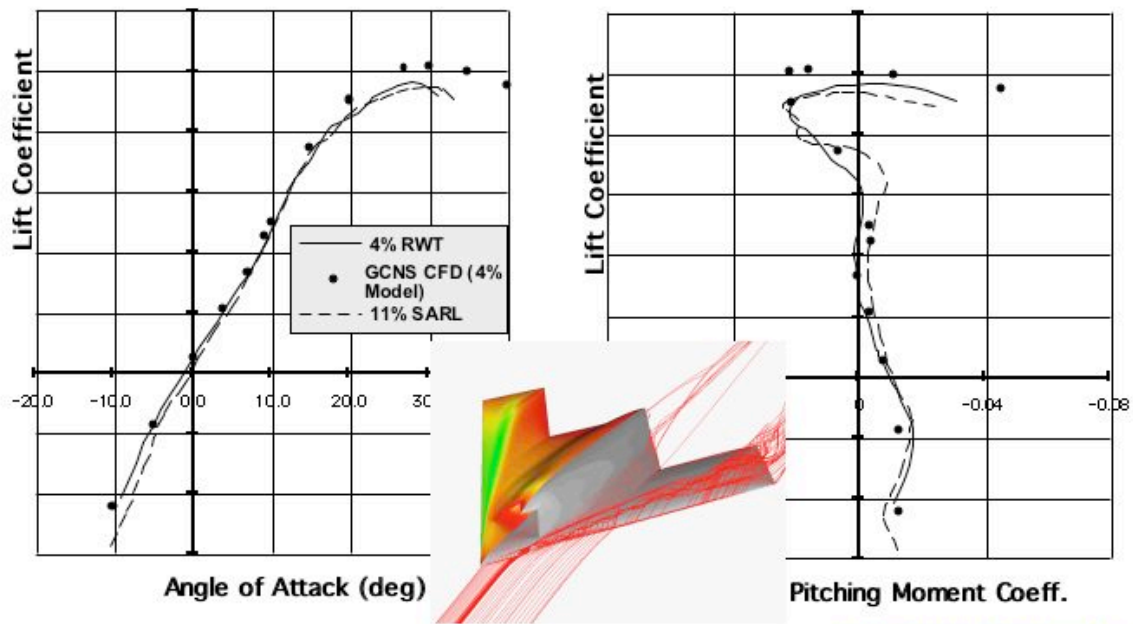 Lift Coefficient
4% RWT
GCNS CFD (4%
Model)
11% SARL
-20.0 -10.0 0.0 10.0 20.0 30
Angle of Attack (deg)
Lift Coefficient
0 -0.04 -0.08
Pitching Moment Coeff.